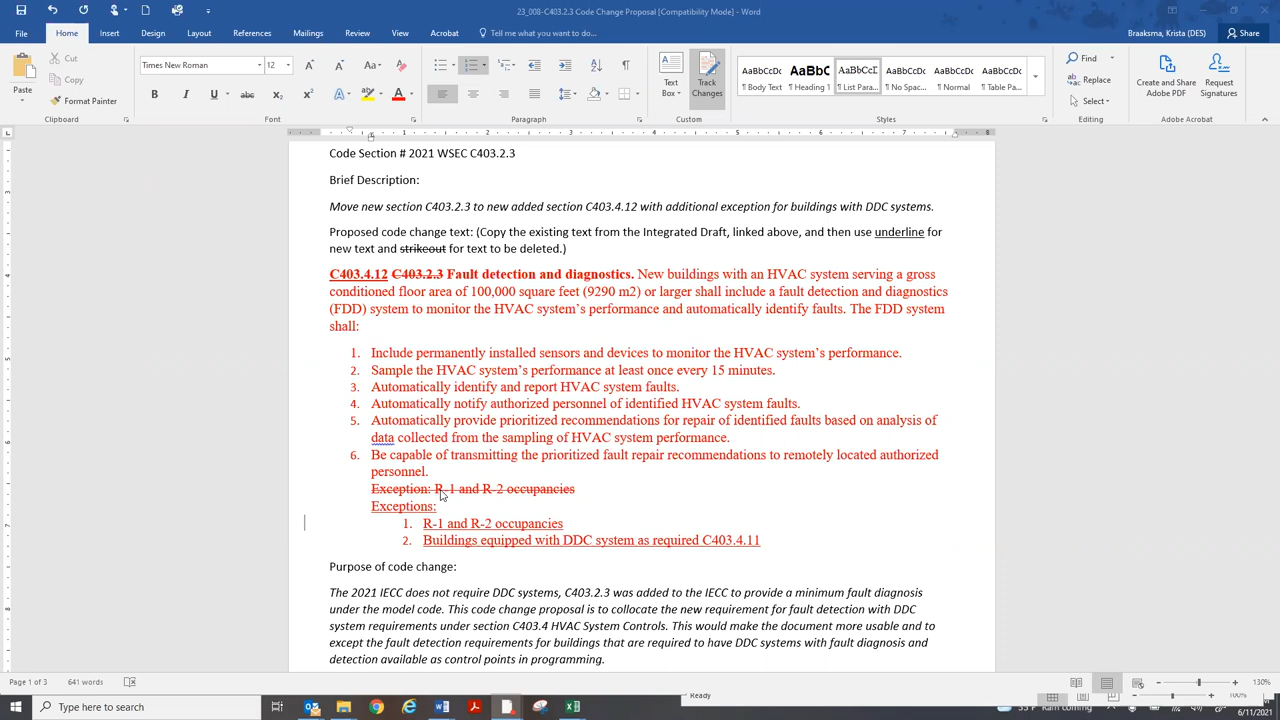 23_008-C403.2.3 Code Change Proposal [Compatibility Mode] - Word
Braaksma, Krista (DES)
File Home Insert Design Layout References Mailings Review View Acrobat Tell me what you want to do... Share
Paste
Cut
Copy
Format Painter
Clipboard
Times New Roman 12
Font
Paragraph
Text Box
Track Changes
Custom
AaBbCcDc AaBbC AaBbCcI AaBbCcDc AaBbCcDc AaBbCcDc
¶ Body Text ¶ Heading 1 ¶ List Para... ¶ No Spac... ¶ Normal ¶ Table Pa...
Styles
Find
Replace
Select
Editing
Create and Share Adobe PDF
Request Signatures
Adobe Acrobat
1 2 3 4 5 6 7 8
Code Section # 2021 WSEC C403.2.3
Brief Description:
Move new section C403.2.3 to new added section C403.4.12 with additional exception for buildings with DDC systems.
Proposed code change text: (Copy the existing text from the Integrated Draft, linked above, and then use underline for
new text and strikeout for text to be deleted.)
C403.4.12 C403.2.3 Fault detection and diagnostics. New buildings with an HVAC system serving a gross
conditioned floor area of 100,000 square feet (9290 m2) or larger shall include a fault detection and diagnostics
(FDD) system to monitor the HVAC system’s performance and automatically identify faults. The FDD system
shall:
1. Include permanently installed sensors and devices to monitor the HVAC system’s performance.
2. Sample the HVAC system’s performance at least once every 15 minutes.
3. Automatically identify and report HVAC system faults.
4. Automatically notify authorized personnel of identified HVAC system faults.
5. Automatically provide prioritized recommendations for repair of identified faults based on analysis of
data collected from the sampling of HVAC system performance.
6. Be capable of transmitting the prioritized fault repair recommendations to remotely located authorized
personnel.
Exception: R-1 and R-2 occupancies
Exceptions:
1. R-1 and R-2 occupancies
2. Buildings equipped with DDC system as required C403.4.11
Purpose of code change:
The 2021 IECC does not require DDC systems, C403.2.3 was added to the IECC to provide a minimum fault diagnosis
under the model code. This code change proposal is to collocate the new requirement for fault detection with DDC
system requirements under section C403.4 HVAC System Controls. This would make the document more usable and to
except the fault detection requirements for buildings that are required to have DDC systems with fault diagnosis and
detection available as control points in programming.
Page 1 of 3 641 words 130%
Ready 100%
Type here to search
55°F Rain coming
6/11/2021